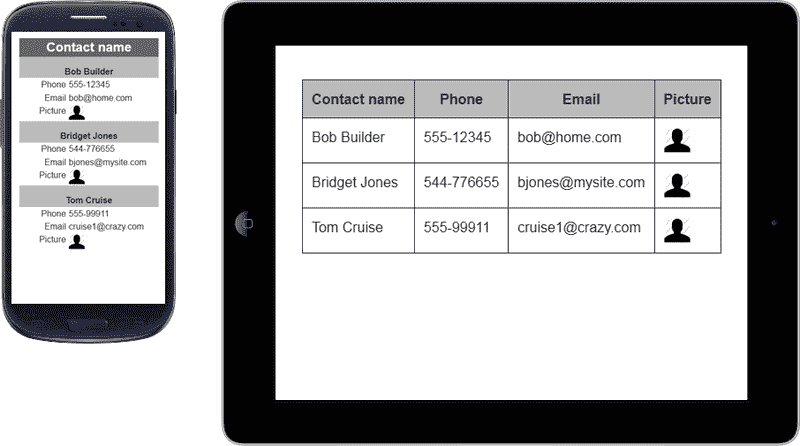 Contact name
Bob Builder
Phone 555-12345
Email bob@home.com
Picture
Bridget Jones
Phone 544-776655
Email bjones@mysite.com
Picture
Tom Cruise
Phone 555-99911
Email cruise1@crazy.com
Picture
Contact name Phone Email Picture
Bob Builder 555-12345 bob@home.com
Bridget Jones 544-776655 bjones@mysite.com
Tom Cruise 555-99911 cruise1@crazy.com